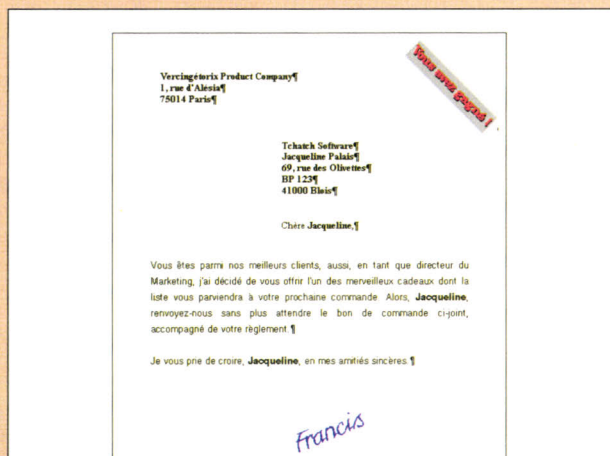 Vercingétorix Product Company¶
1, rue d'Alésia¶
75014 Paris¶
Vous avez gagné !
Tchatch Software¶
Jacqueline Palais¶
69, rue des Olivettes¶
BP 123¶
41000 Blois¶
Chère Jacqueline,¶
Vous êtes parmi nos meilleurs clients, aussi, en tant que directeur du
Marketing, j'ai décidé de vous offrir l'un des merveilleux cadeaux dont la
liste vous parviendra à votre prochaine commande. Alors, Jacqueline,
renvoyez-nous sans plus attendre le bon de commande ci-joint,
accompagné de votre règlement.¶
Je vous prie de croire, Jacqueline, en mes amitiés sincères.¶
Francis